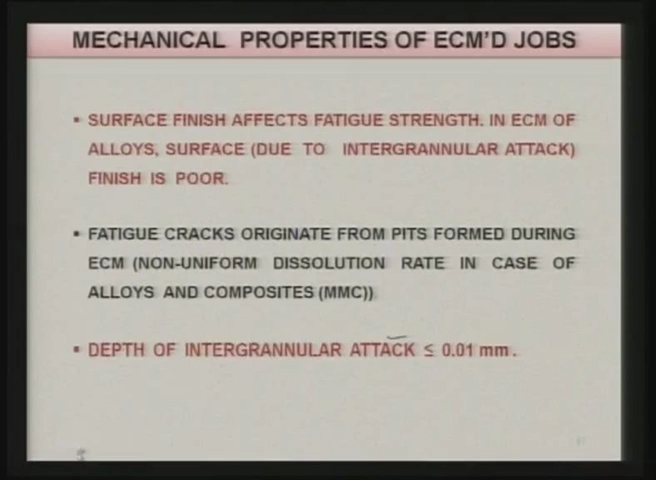 MECHANICAL PROPERTIES OF ECM'D JOBS
• SURFACE FINISH AFFECTS FATIGUE STRENGTH. IN ECM OF
ALLOYS, SURFACE (DUE TO INTERGRANNULAR ATTACK)
FINISH IS POOR.
• FATIGUE CRACKS ORIGINATE FROM PITS FORMED DURING
ECM (NON-UNIFORM DISSOLUTION RATE IN CASE OF
ALLOYS AND COMPOSITES (MMC))
• DEPTH OF INTERGRANNULAR ATTACK ≤ 0.01 mm.